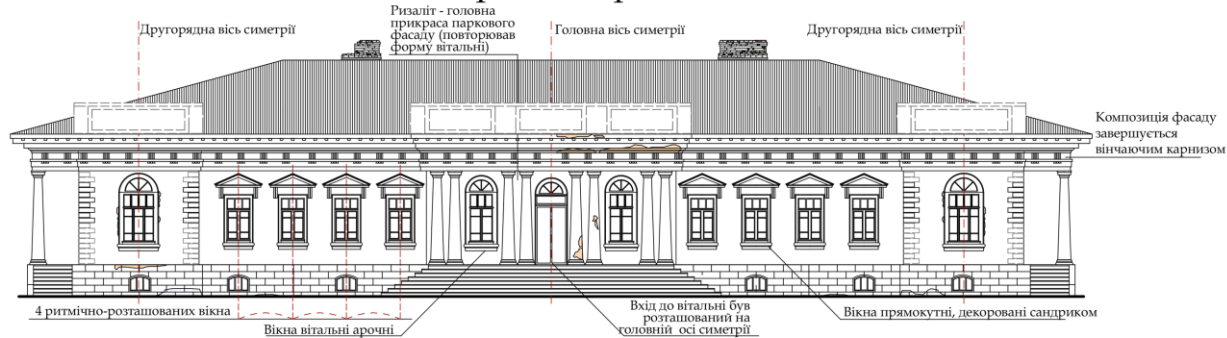 Другорядна вісь симетрії
Ризаліт - головна
прикраса паркового
фасаду (повторював
форму вітальні)
Головна вісь симетрії
Другорядна вісь симетрії
Композиція фасаду
завершується
вінчаючим карнизом
4 ритмічно-розташованих вікна
Вікна вітальні арочні
Вхід до вітальні був
розташований на
головній осі симетрії
Вікна прямокутні, декоровані сандриком